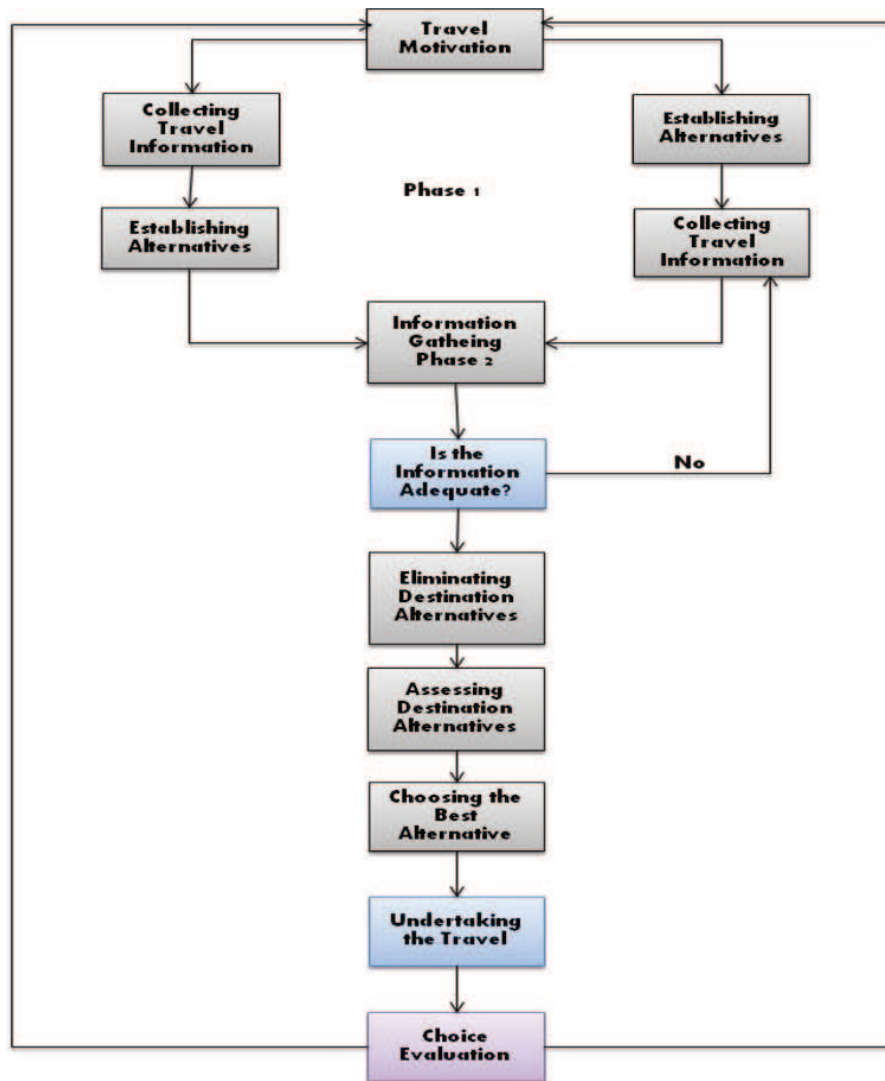 Travel
Motivation
Collecting
Travel
Information
Establishing
Alternatives
Phase 1
Establishing
Alternatives
Collecting
Travel
Information
Information
Gatheing
Phase 2
Is the
Information
Adequate?
No
Eliminating
Destination
Alternatives
Assessing
Destination
Alternatives
Choosing the
Best
Alternative
Undertaking
the Travel
Choice
Evaluation